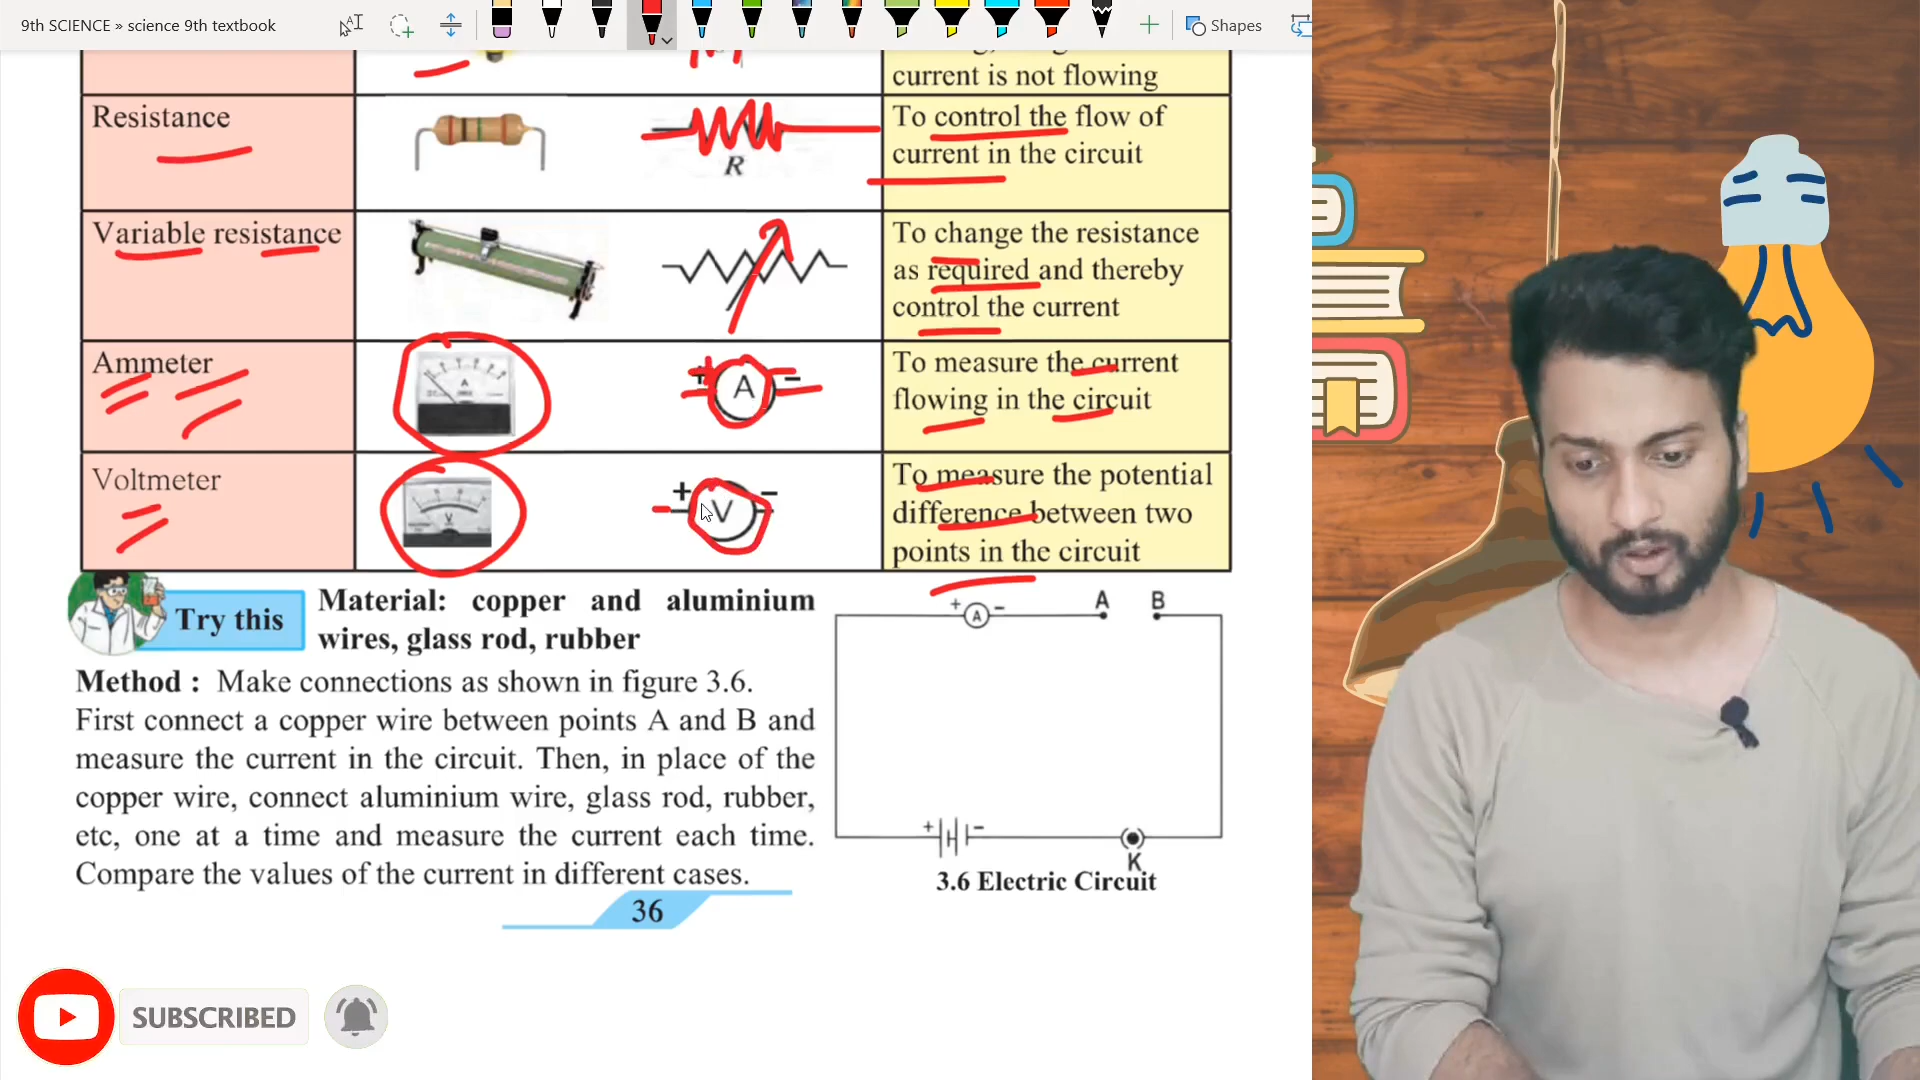 9th SCIENCE » science 9th textbook
Shapes
current is not flowing
Resistance
R
To control the flow of
current in the circuit
Variable resistance
To change the resistance
as required and thereby
control the current
Ammeter
A
+ A −
To measure the current
flowing in the circuit
Voltmeter
V
+ V −
To measure the potential
difference between two
points in the circuit
Try this
Material: copper and aluminium
wires, glass rod, rubber
Method : Make connections as shown in figure 3.6.
First connect a copper wire between points A and B and
measure the current in the circuit. Then, in place of the
copper wire, connect aluminium wire, glass rod, rubber,
etc, one at a time and measure the current each time.
Compare the values of the current in different cases.
+ A − A B
+ −
K
3.6 Electric Circuit
36
SUBSCRIBED